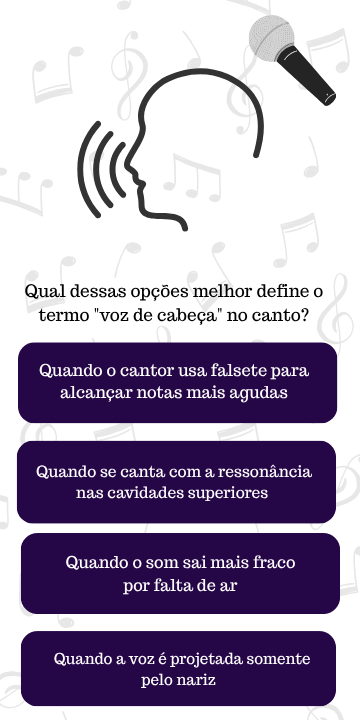 Qual dessas opções melhor define o
termo "voz de cabeça" no canto?
Quando o cantor usa falsete para
alcançar notas mais agudas
Quando se canta com a ressonância
nas cavidades superiores
Quando o som sai mais fraco
por falta de ar
Quando a voz é projetada somente
pelo nariz